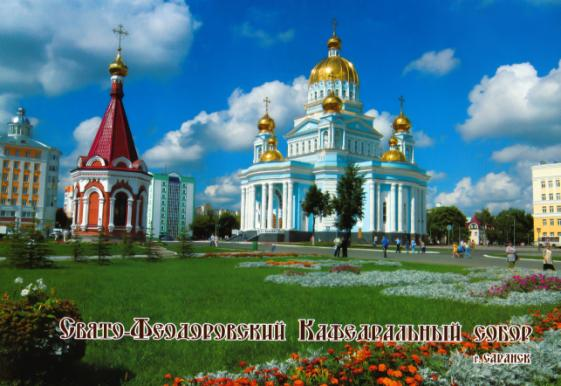 Свято-Феодоровский Кафедральный собор
г. Саранск